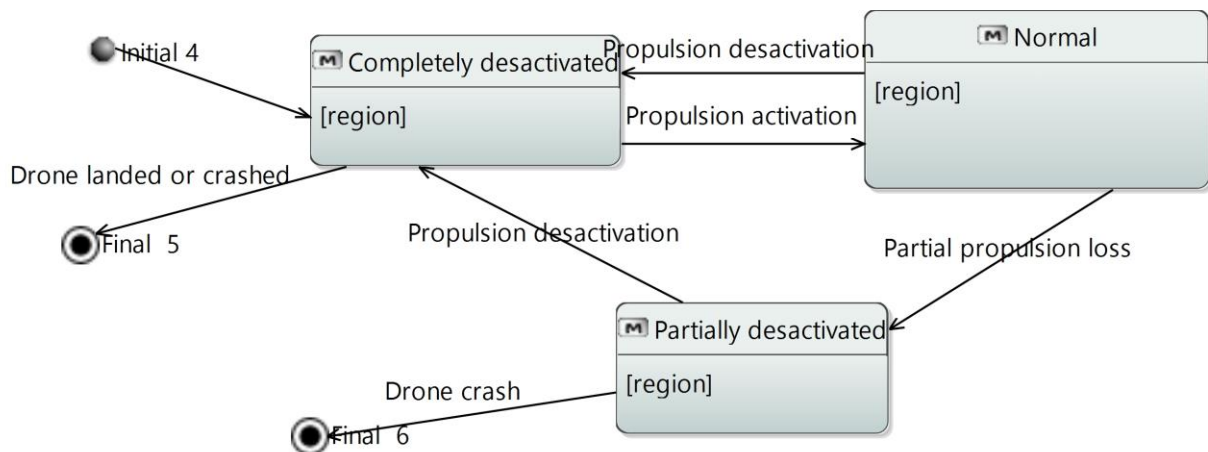 Initial 4
M Completely desactivated
[region]
Propulsion desactivation
M Normal
[region]
Propulsion activation
Drone landed or crashed
Final 5
Propulsion desactivation
Partial propulsion loss
M Partially desactivated
[region]
Drone crash
Final 6